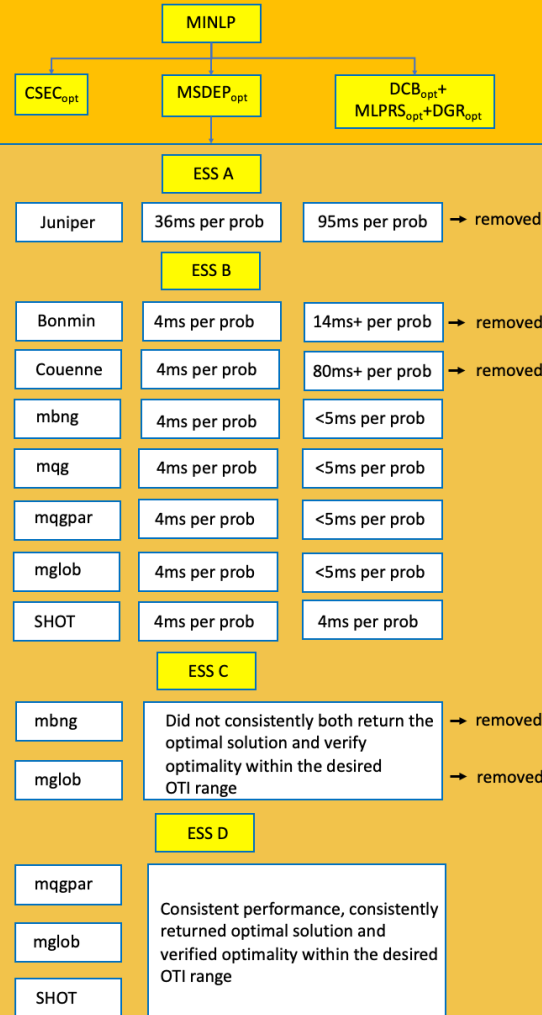 MINLP
CSECopt
MSDEPopt
DCBopt+
MLPRSopt+DGRopt
ESS A
Juniper
36ms per prob
95ms per prob
removed
ESS B
Bonmin
4ms per prob
14ms+ per prob
removed
Couenne
4ms per prob
80ms+ per prob
removed
mbng
4ms per prob
<5ms per prob
mqg
4ms per prob
<5ms per prob
mqgpar
4ms per prob
<5ms per prob
mglob
4ms per prob
<5ms per prob
SHOT
4ms per prob
4ms per prob
ESS C
mbng
mglob
Did not consistently both return the
optimal solution and verify
optimality within the desired
OTI range
removed
removed
ESS D
mqgpar
mglob
SHOT
Consistent performance, consistently
returned optimal solution and
verified optimality within the desired
OTI range